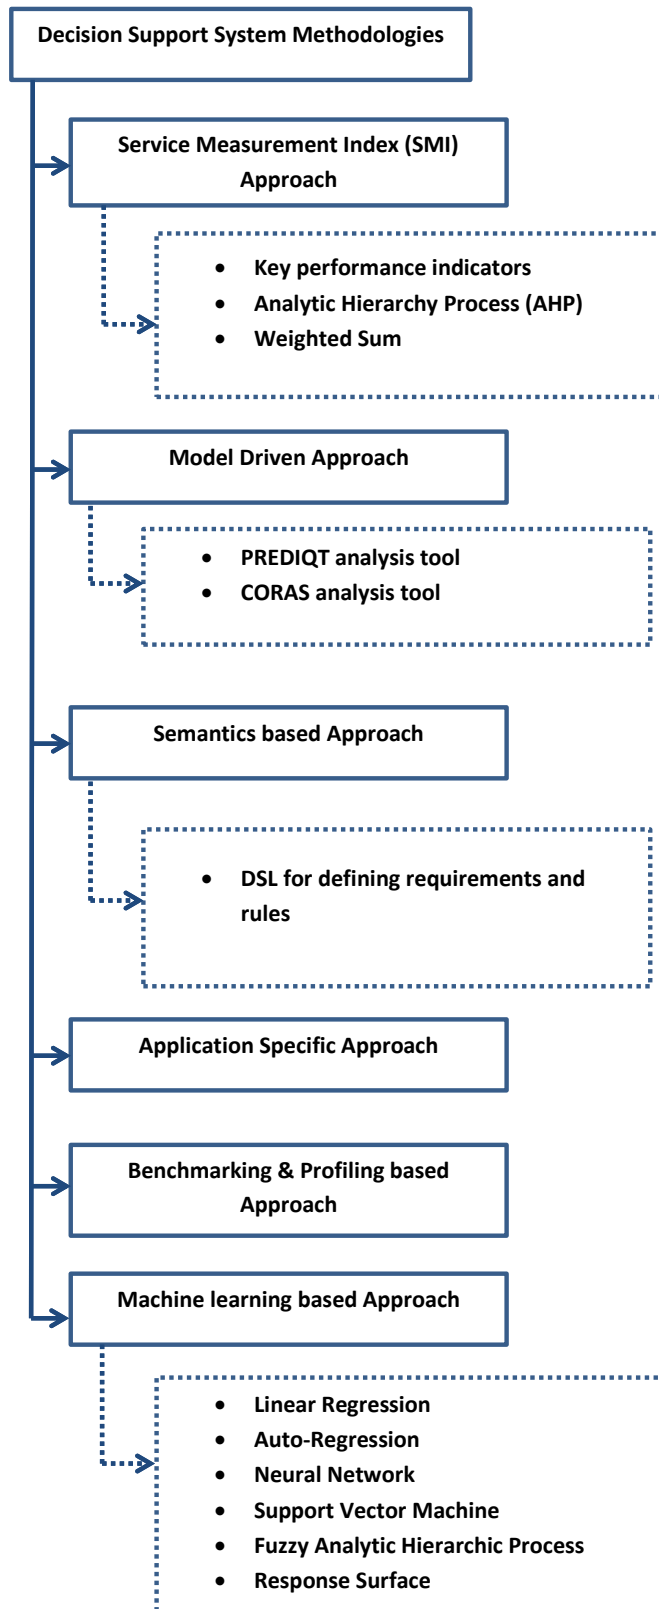 Decision Support System Methodologies
Service Measurement Index (SMI)
Approach
• Key performance indicators
• Analytic Hierarchy Process (AHP)
• Weighted Sum
Model Driven Approach
• PREDIQT analysis tool
• CORAS analysis tool
Semantics based Approach
• DSL for defining requirements and
rules
Application Specific Approach
Benchmarking & Profiling based
Approach
Machine learning based Approach
• Linear Regression
• Auto-Regression
• Neural Network
• Support Vector Machine
• Fuzzy Analytic Hierarchic Process
• Response Surface